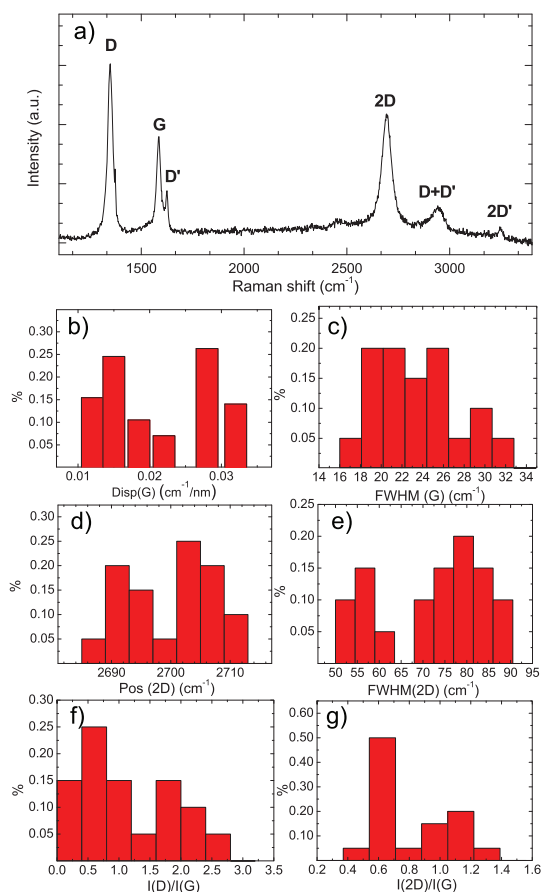 a)
D
G
D'
2D
D+D'
2D'
Intensity (a.u.)
1500 2000 2500 3000
Raman shift (cm-1)
b)
0.30
0.25
0.20
0.15
0.10
0.05
%
0.01 0.02 0.03
Disp(G) (cm-1/nm)
c)
0.25
0.20
0.15
0.10
0.05
%
14 16 18 20 22 24 26 28 30 32 34
FWHM (G) (cm-1)
d)
0.30
0.25
0.20
0.15
0.10
0.05
%
2690 2700 2710
Pos (2D) (cm-1)
e)
0.25
0.20
0.15
0.10
0.05
%
50 55 60 65 70 75 80 85 90 95
FWHM(2D) (cm-1)
f)
0.30
0.25
0.20
0.15
0.10
0.05
%
0.0 0.5 1.0 1.5 2.0 2.5 3.0 3.5
I(D)/I(G)
g)
0.60
0.50
0.40
0.30
0.20
0.10
%
0.2 0.4 0.6 0.8 1.0 1.2 1.4 1.6
I(2D)/I(G)